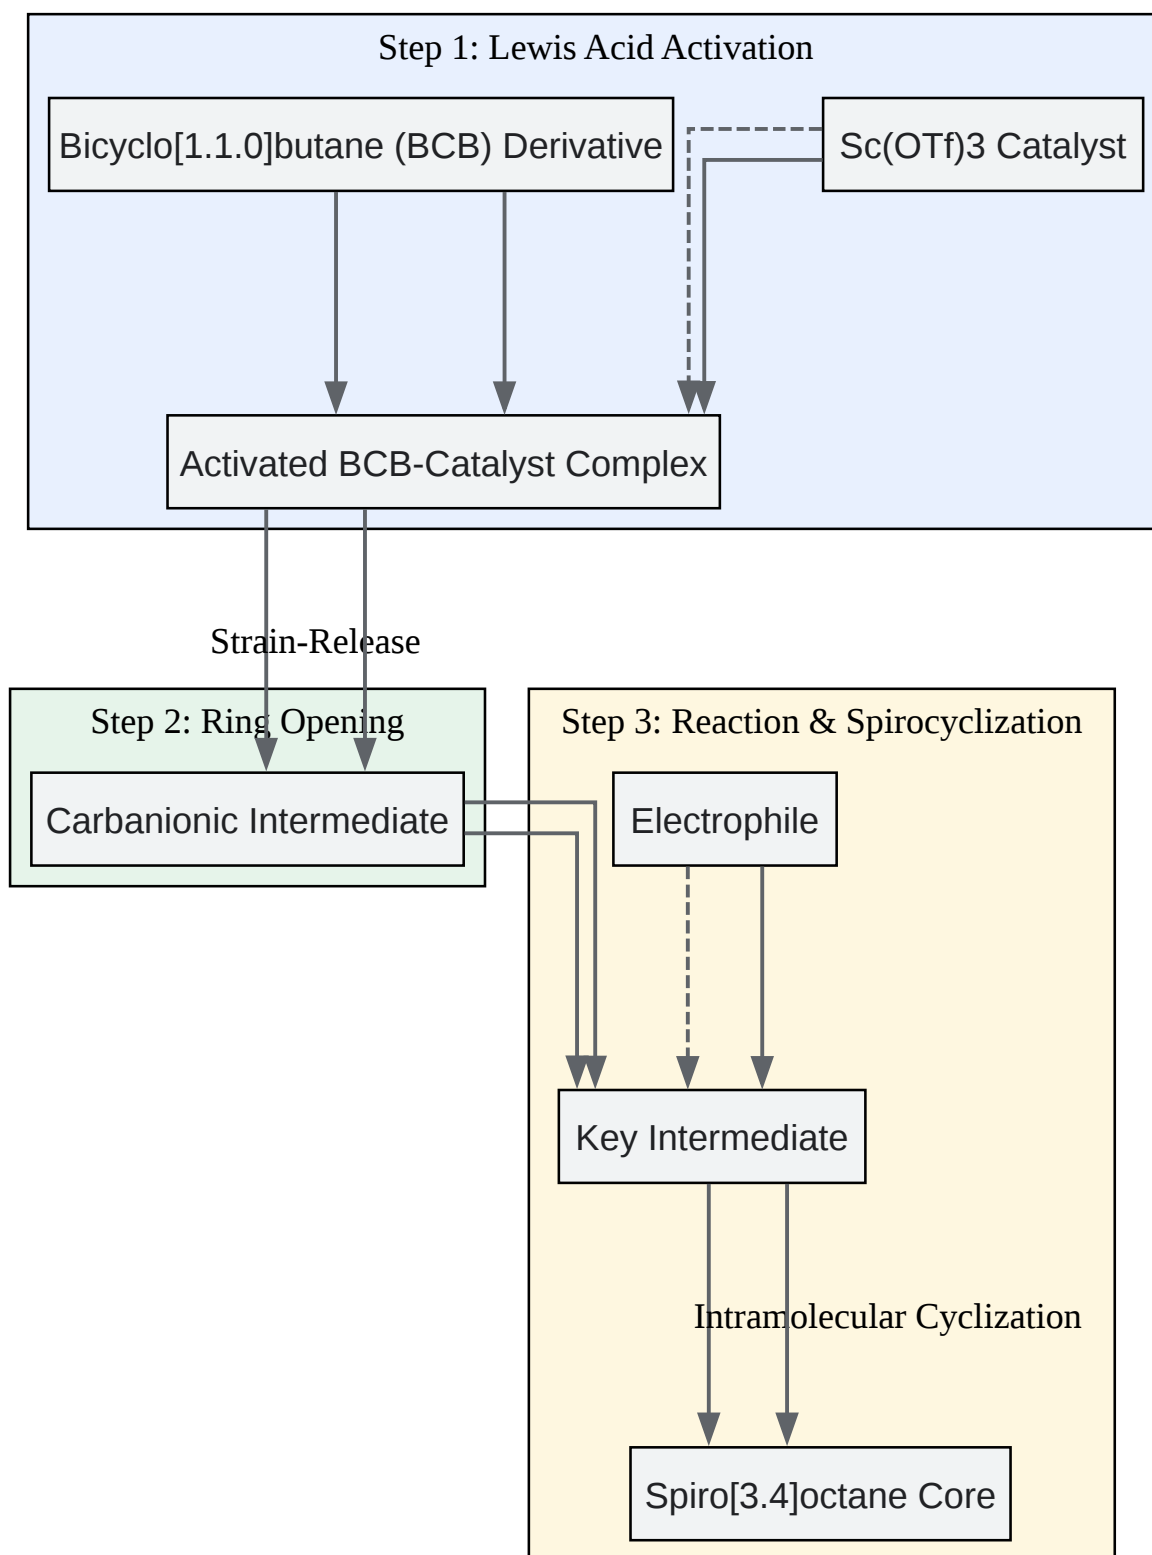 Step 1: Lewis Acid Activation
Bicyclo[1.1.0]butane (BCB) Derivative
Sc(OTf)3 Catalyst
Activated BCB-Catalyst Complex
Strain-Release
Step 2: Ring Opening
Step 3: Reaction & Spirocyclization
Carbanionic Intermediate
Electrophile
Key Intermediate
Intramolecular Cyclization
Spiro[3.4]octane Core